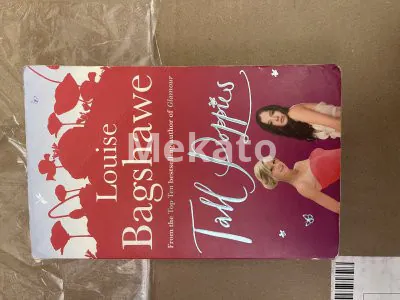 Louise
Bagshawe
From the Top Ten bestselling author of Glamour
Tall Poppies
Mekato